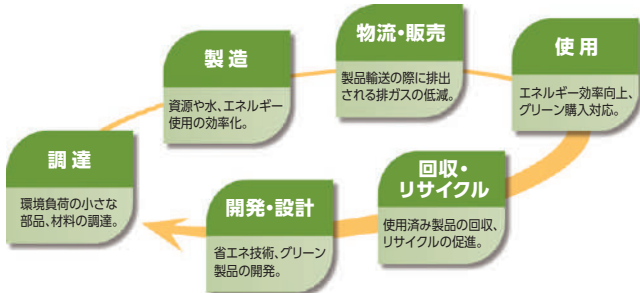 調達
環境負荷の小さな
部品、材料の調達。
製造
資源や水、エネルギー
使用の効率化。
物流・販売
製品輸送の際に排出
される排ガスの低減。
使用
エネルギー効率向上、
グリーン購入対応。
回収・
リサイクル
使用済み製品の回収、
リサイクルの促進。
開発・設計
省エネ技術、グリーン
製品の開発。